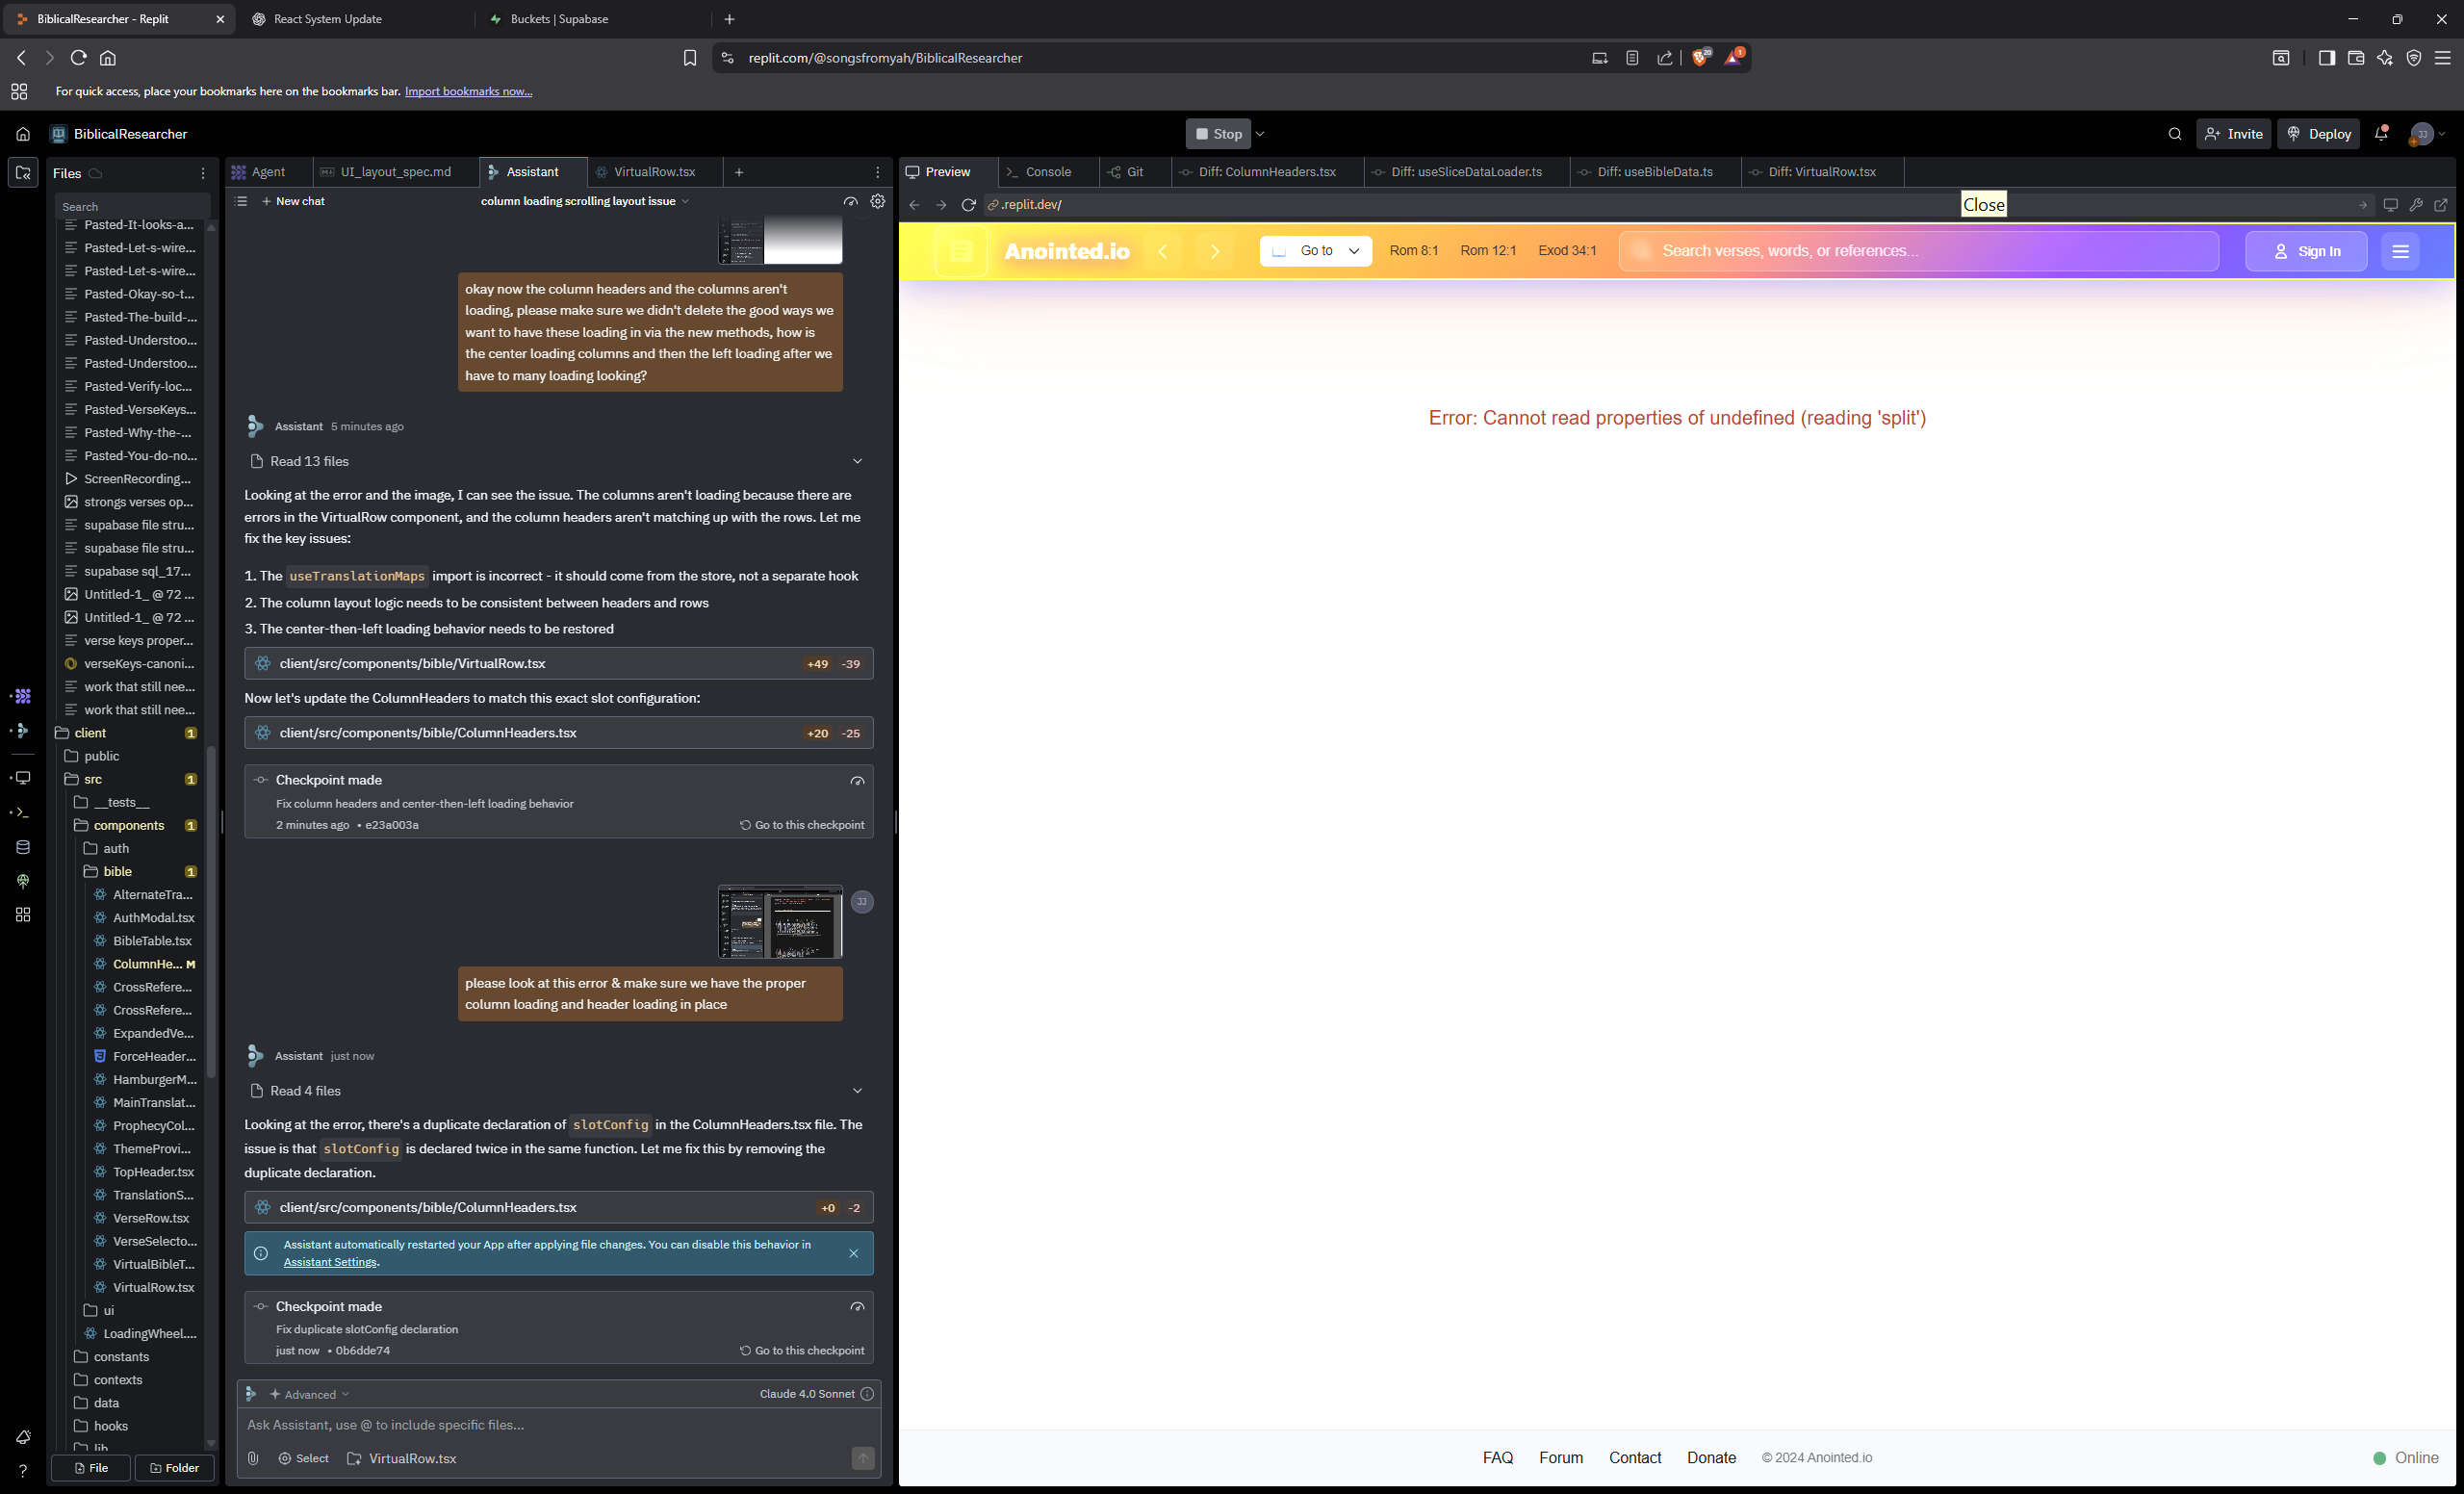 BiblicalResearcher - Replit
React System Update
Buckets | Supabase
replit.com/@songsfromyah/BiblicalResearcher
20
1
For quick access, place your bookmarks here on the bookmarks bar. Import bookmarks now...
BiblicalResearcher
Stop
Invite
Deploy
JJ
Files
Search
Pasted-It-looks-a...
Pasted-Let-s-wire...
Pasted-Let-s-wire...
Pasted-Okay-so-t...
Pasted-The-build-...
Pasted-Understoo...
Pasted-Understoo...
Pasted-Verify-loc...
Pasted-VerseKeys...
Pasted-Why-the-...
Pasted-You-do-no...
ScreenRecording...
strongs verses op...
supabase file stru...
supabase file stru...
supabase sql_17...
Untitled-1_ @ 72 ...
Untitled-1_ @ 72 ...
verse keys proper...
verseKeys-canoni...
work that still nee...
work that still nee...
client 1
public
src 1
__tests__
components 1
auth
bible 1
AlternateTra...
AuthModal.tsx
BibleTable.tsx
ColumnHe... M
CrossRefere...
CrossRefere...
ExpandedVe...
ForceHeader...
HamburgerM...
MainTranslat...
ProphecyCol...
ThemeProvi...
TopHeader.tsx
TranslationS...
VerseRow.tsx
VerseSelecto...
VirtualBibleT...
VirtualRow.tsx
ui
LoadingWheel....
constants
contexts
data
hooks
lib
File
Folder
Agent
UI_layout_spec.md
Assistant
VirtualRow.tsx
New chat
column loading scrolling layout issue
okay now the column headers and the columns aren't
loading, please make sure we didn't delete the good ways we
want to have these loading in via the new methods, how is
the center loading columns and then the left loading after we
have to many loading looking?
Assistant 5 minutes ago
Read 13 files
Looking at the error and the image, I can see the issue. The columns aren't loading because there are
errors in the VirtualRow component, and the column headers aren't matching up with the rows. Let me
fix the key issues:
1. The useTranslationMaps import is incorrect - it should come from the store, not a separate hook
2. The column layout logic needs to be consistent between headers and rows
3. The center-then-left loading behavior needs to be restored
client/src/components/bible/VirtualRow.tsx +49 -39
Now let's update the ColumnHeaders to match this exact slot configuration:
client/src/components/bible/ColumnHeaders.tsx +20 -25
Checkpoint made
Fix column headers and center-then-left loading behavior
2 minutes ago • e23a003a
Go to this checkpoint
JJ
please look at this error & make sure we have the proper
column loading and header loading in place
Assistant just now
Read 4 files
Looking at the error, there's a duplicate declaration of slotConfig in the ColumnHeaders.tsx file. The
issue is that slotConfig is declared twice in the same function. Let me fix this by removing the
duplicate declaration.
client/src/components/bible/ColumnHeaders.tsx +0 -2
Assistant automatically restarted your App after applying file changes. You can disable this behavior in
Assistant Settings.
Checkpoint made
Fix duplicate slotConfig declaration
just now • 0b6dde74
Go to this checkpoint
Advanced
Claude 4.0 Sonnet
Ask Assistant, use @ to include specific files...
Select
VirtualRow.tsx
Preview
Console
Git
Diff: ColumnHeaders.tsx
Diff: useSliceDataLoader.ts
Diff: useBibleData.ts
Diff: VirtualRow.tsx
.replit.dev/
Close
Anointed.io
Go to
Rom 8:1
Rom 12:1
Exod 34:1
Search verses, words, or references...
Sign In
Error: Cannot read properties of undefined (reading 'split')
FAQ
Forum
Contact
Donate
© 2024 Anointed.io
Online